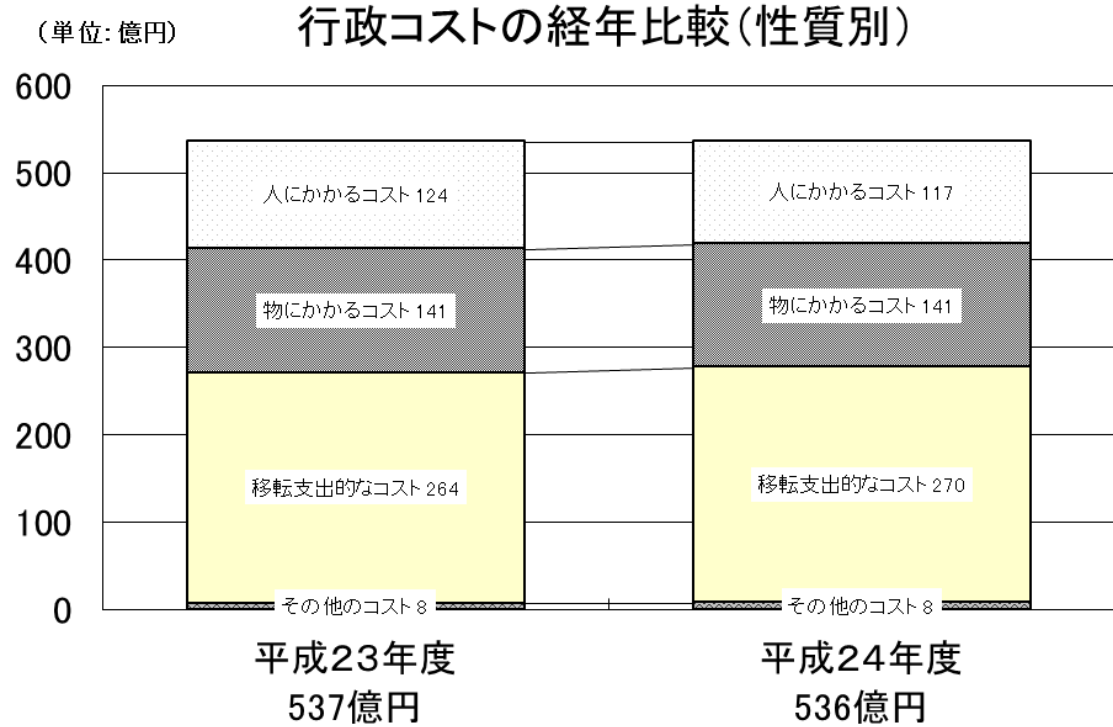 （単位：億円）
行政コストの経年比較（性質別）
600
500
400
300
200
100
0
人にかかるコスト 124
物にかかるコスト 141
移転支出的なコスト 264
その他のコスト 8
人にかかるコスト 117
物にかかるコスト 141
移転支出的なコスト 270
その他のコスト 8
平成２３年度
537億円
平成２４年度
536億円